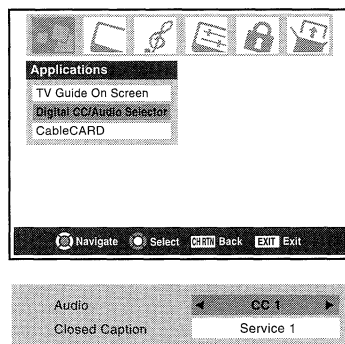 Applications
TV Guide On Screen
Digital CC/Audio Selector
CableCARD
Navigate Select CH RTN Back EXIT Exit
Audio CC 1
Closed Caption Service 1